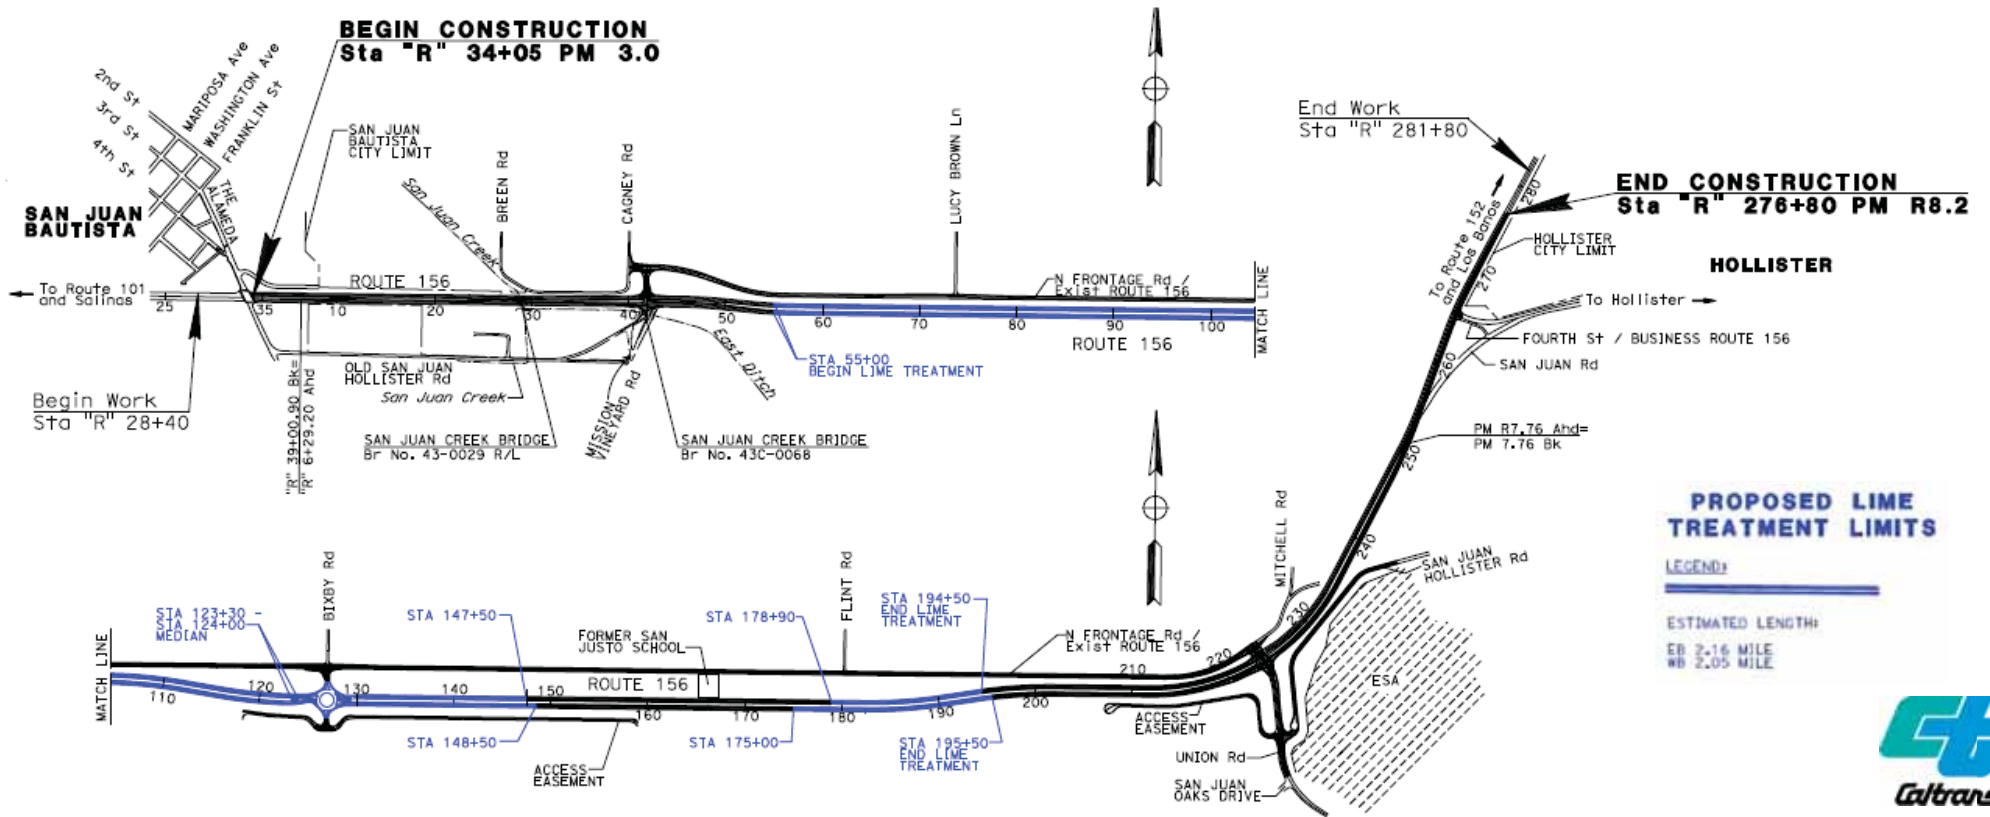 BEGIN CONSTRUCTION
Sta "R" 34+05 PM 3.0
2nd St
3rd St
4th St
MARIPOSA Ave
WASHINGTON Ave
FRANKLIN St
THE
ALAMEDA
SAN JUAN
BAUTISTA
SAN JUAN
BAUTISTA
CITY LIMIT
San Juan Creek
BREEN Rd
CAGNEY Rd
LUCY BROWN Ln
ROUTE 156
N FRONTAGE Rd /
Exist ROUTE 156
MATCH LINE
To Route 101
and Salinas
25
35
10
20
30
40
50
60
70
80
90
100
ROUTE 156
STA 55+00
BEGIN LIME TREATMENT
East Ditch
OLD SAN JUAN
HOLLISTER Rd
San Juan Creek
MISSION
VINEYARD Rd
Begin Work
Sta "R" 28+40
"R" 39+00.90 Bk=
"R" 6+29.20 Ahd
SAN JUAN CREEK BRIDGE
Br No. 43-0029 R/L
SAN JUAN CREEK BRIDGE
Br No. 43C-0068
End Work
Sta "R" 281+80
END CONSTRUCTION
Sta "R" 276+80 PM R8.2
To Route 152
and Los Banos
280
270
HOLLISTER
CITY LIMIT
HOLLISTER
To Hollister
FOURTH St / BUSINESS ROUTE 156
SAN JUAN Rd
260
250
PM R7.76 Ahd=
PM 7.76 Bk
240
230
220
210
MITCHELL Rd
SAN JUAN
HOLLISTER Rd
ESA
UNION Rd
SAN JUAN
OAKS DRIVE
ACCESS
EASEMENT
MATCH LINE
STA 123+30 -
STA 124+00
MEDIAN
BIXBY Rd
STA 147+50
FORMER SAN
JUSTO SCHOOL
STA 178+90
FLINT Rd
STA 194+50
END LIME
TREATMENT
N FRONTAGE Rd /
Exist ROUTE 156
ROUTE 156
110
120
130
140
150
160
170
180
190
200
STA 148+50
ACCESS
EASEMENT
STA 175+00
STA 195+50
END LIME
TREATMENT
PROPOSED LIME
TREATMENT LIMITS
LEGEND:
ESTIMATED LENGTH:
EB 2.16 MILE
WB 2.05 MILE
Caltrans